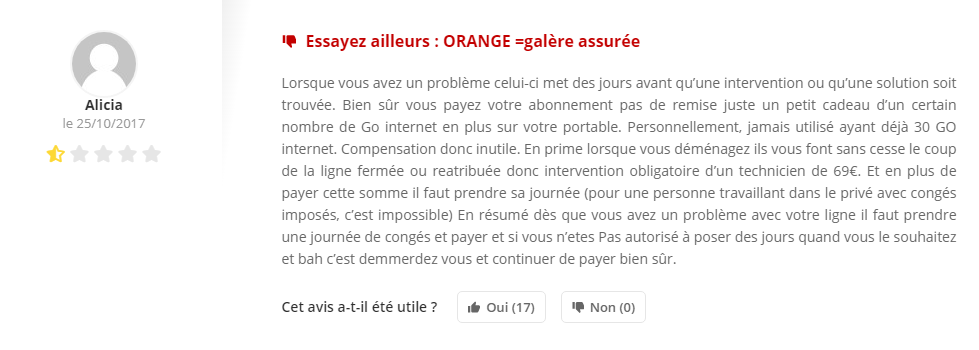 Essayez ailleurs : ORANGE =galère assurée
Alicia
le 25/10/2017
Lorsque vous avez un problème celui-ci met des jours avant qu’une intervention ou qu’une solution soit
trouvée. Bien sûr vous payez votre abonnement pas de remise juste un petit cadeau d’un certain
nombre de Go internet en plus sur votre portable. Personnellement, jamais utilisé ayant déjà 30 GO
internet. Compensation donc inutile. En prime lorsque vous déménagez ils vous font sans cesse le coup
de la ligne fermée ou reatribuée donc intervention obligatoire d’un technicien de 69€. Et en plus de
payer cette somme il faut prendre sa journée (pour une personne travaillant dans le privé avec congés
imposés, c’est impossible) En résumé dès que vous avez un problème avec votre ligne il faut prendre
une journée de congés et payer et si vous n’etes Pas autorisé à poser des jours quand vous le souhaitez
et bah c’est demmerdez vous et continuer de payer bien sûr.
Cet avis a-t-il été utile ? Oui (17) Non (0)